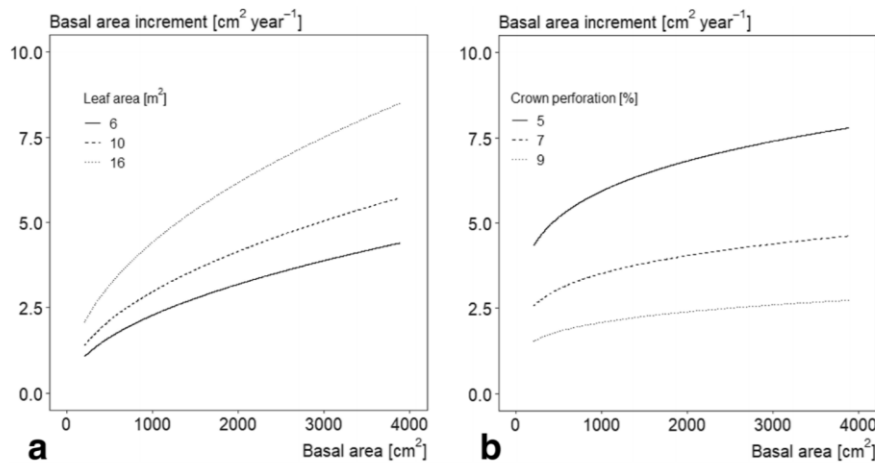 Basal area increment [cm² year⁻¹]
10.0
Leaf area [m²]
6
10
16
7.5
5.0
2.5
0.0
0 1000 2000 3000 4000
a Basal area [cm²]
Basal area increment [cm² year⁻¹]
10.0
Crown perforation [%]
5
7
9
7.5
5.0
2.5
0.0
0 1000 2000 3000 4000
b Basal area [cm²]